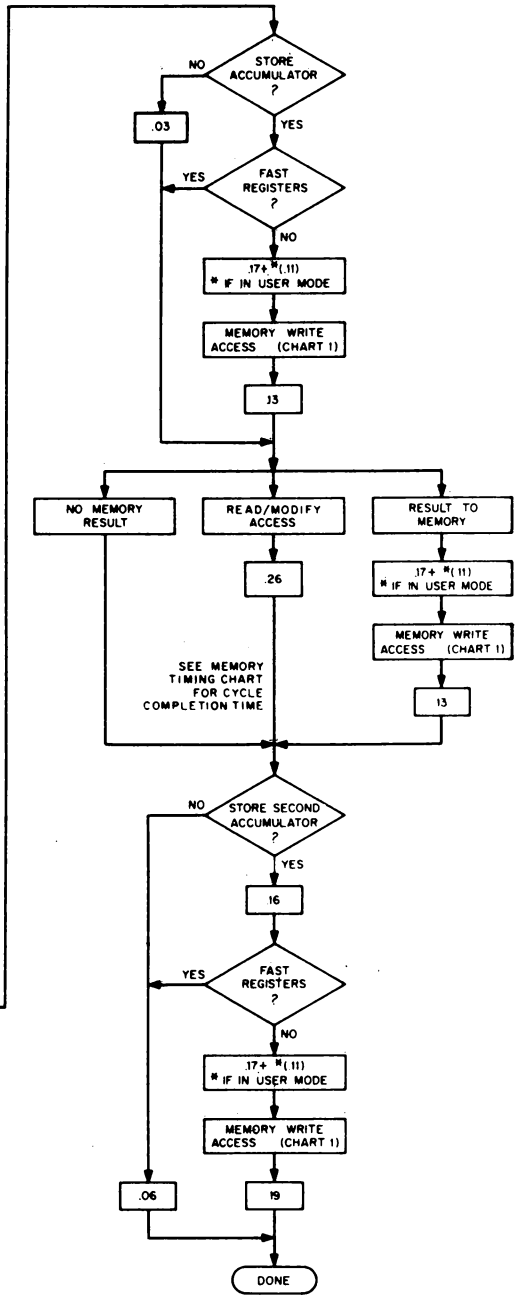 STORE
ACCUMULATOR
?
NO
YES
.03
FAST
REGISTERS
?
YES
NO
.17+ *(.11)
* IF IN USER MODE
MEMORY WRITE
ACCESS (CHART 1)
.13
NO MEMORY
RESULT
READ/MODIFY
ACCESS
RESULT TO
MEMORY
.26
.17+ *(.11)
* IF IN USER MODE
MEMORY WRITE
ACCESS (CHART 1)
.13
SEE MEMORY
TIMING CHART
FOR CYCLE
COMPLETION TIME
STORE SECOND
ACCUMULATOR
?
NO
YES
.16
FAST
REGISTERS
?
YES
NO
.17+ *(.11)
* IF IN USER MODE
MEMORY WRITE
ACCESS (CHART 1)
.06
.19
DONE